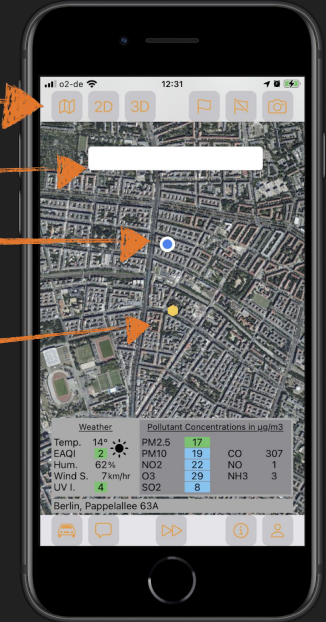 o2-de 12:31
2D 3D
Weather Pollutant Concentrations in µg/m3
Temp. 14° PM2.5 17
EAQI 2 PM10 19 CO 307
Hum. 62% NO2 22 NO 1
Wind S. 7km/hr O3 29 NH3 3
UV I. 4 SO2 8
Berlin, Pappelallee 63A